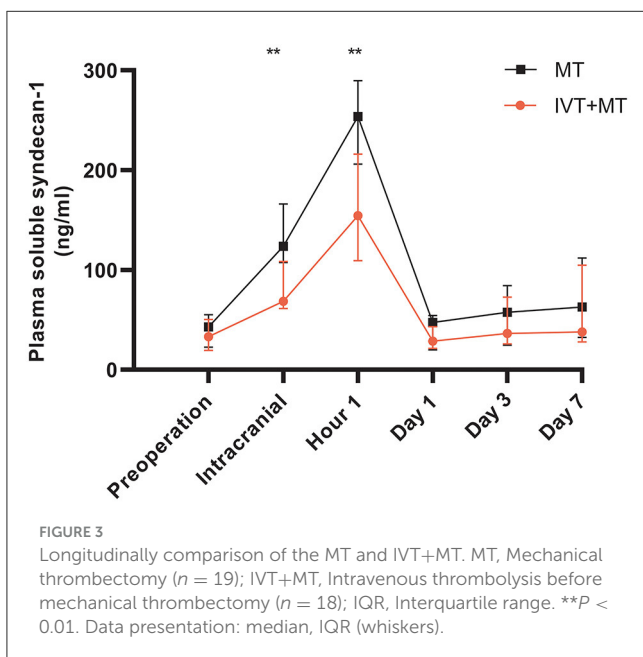 ** **
300
200
100
0
Plasma soluble syndecan-1
(ng/ml)
MT
IVT+MT
Preoperation
Intracranial
Hour 1
Day 1
Day 3
Day 7
FIGURE 3
Longitudinally comparison of the MT and IVT+MT. MT, Mechanical
thrombectomy (n = 19); IVT+MT, Intravenous thrombolysis before
mechanical thrombectomy (n = 18); IQR, Interquartile range. **P <
0.01. Data presentation: median, IQR (whiskers).